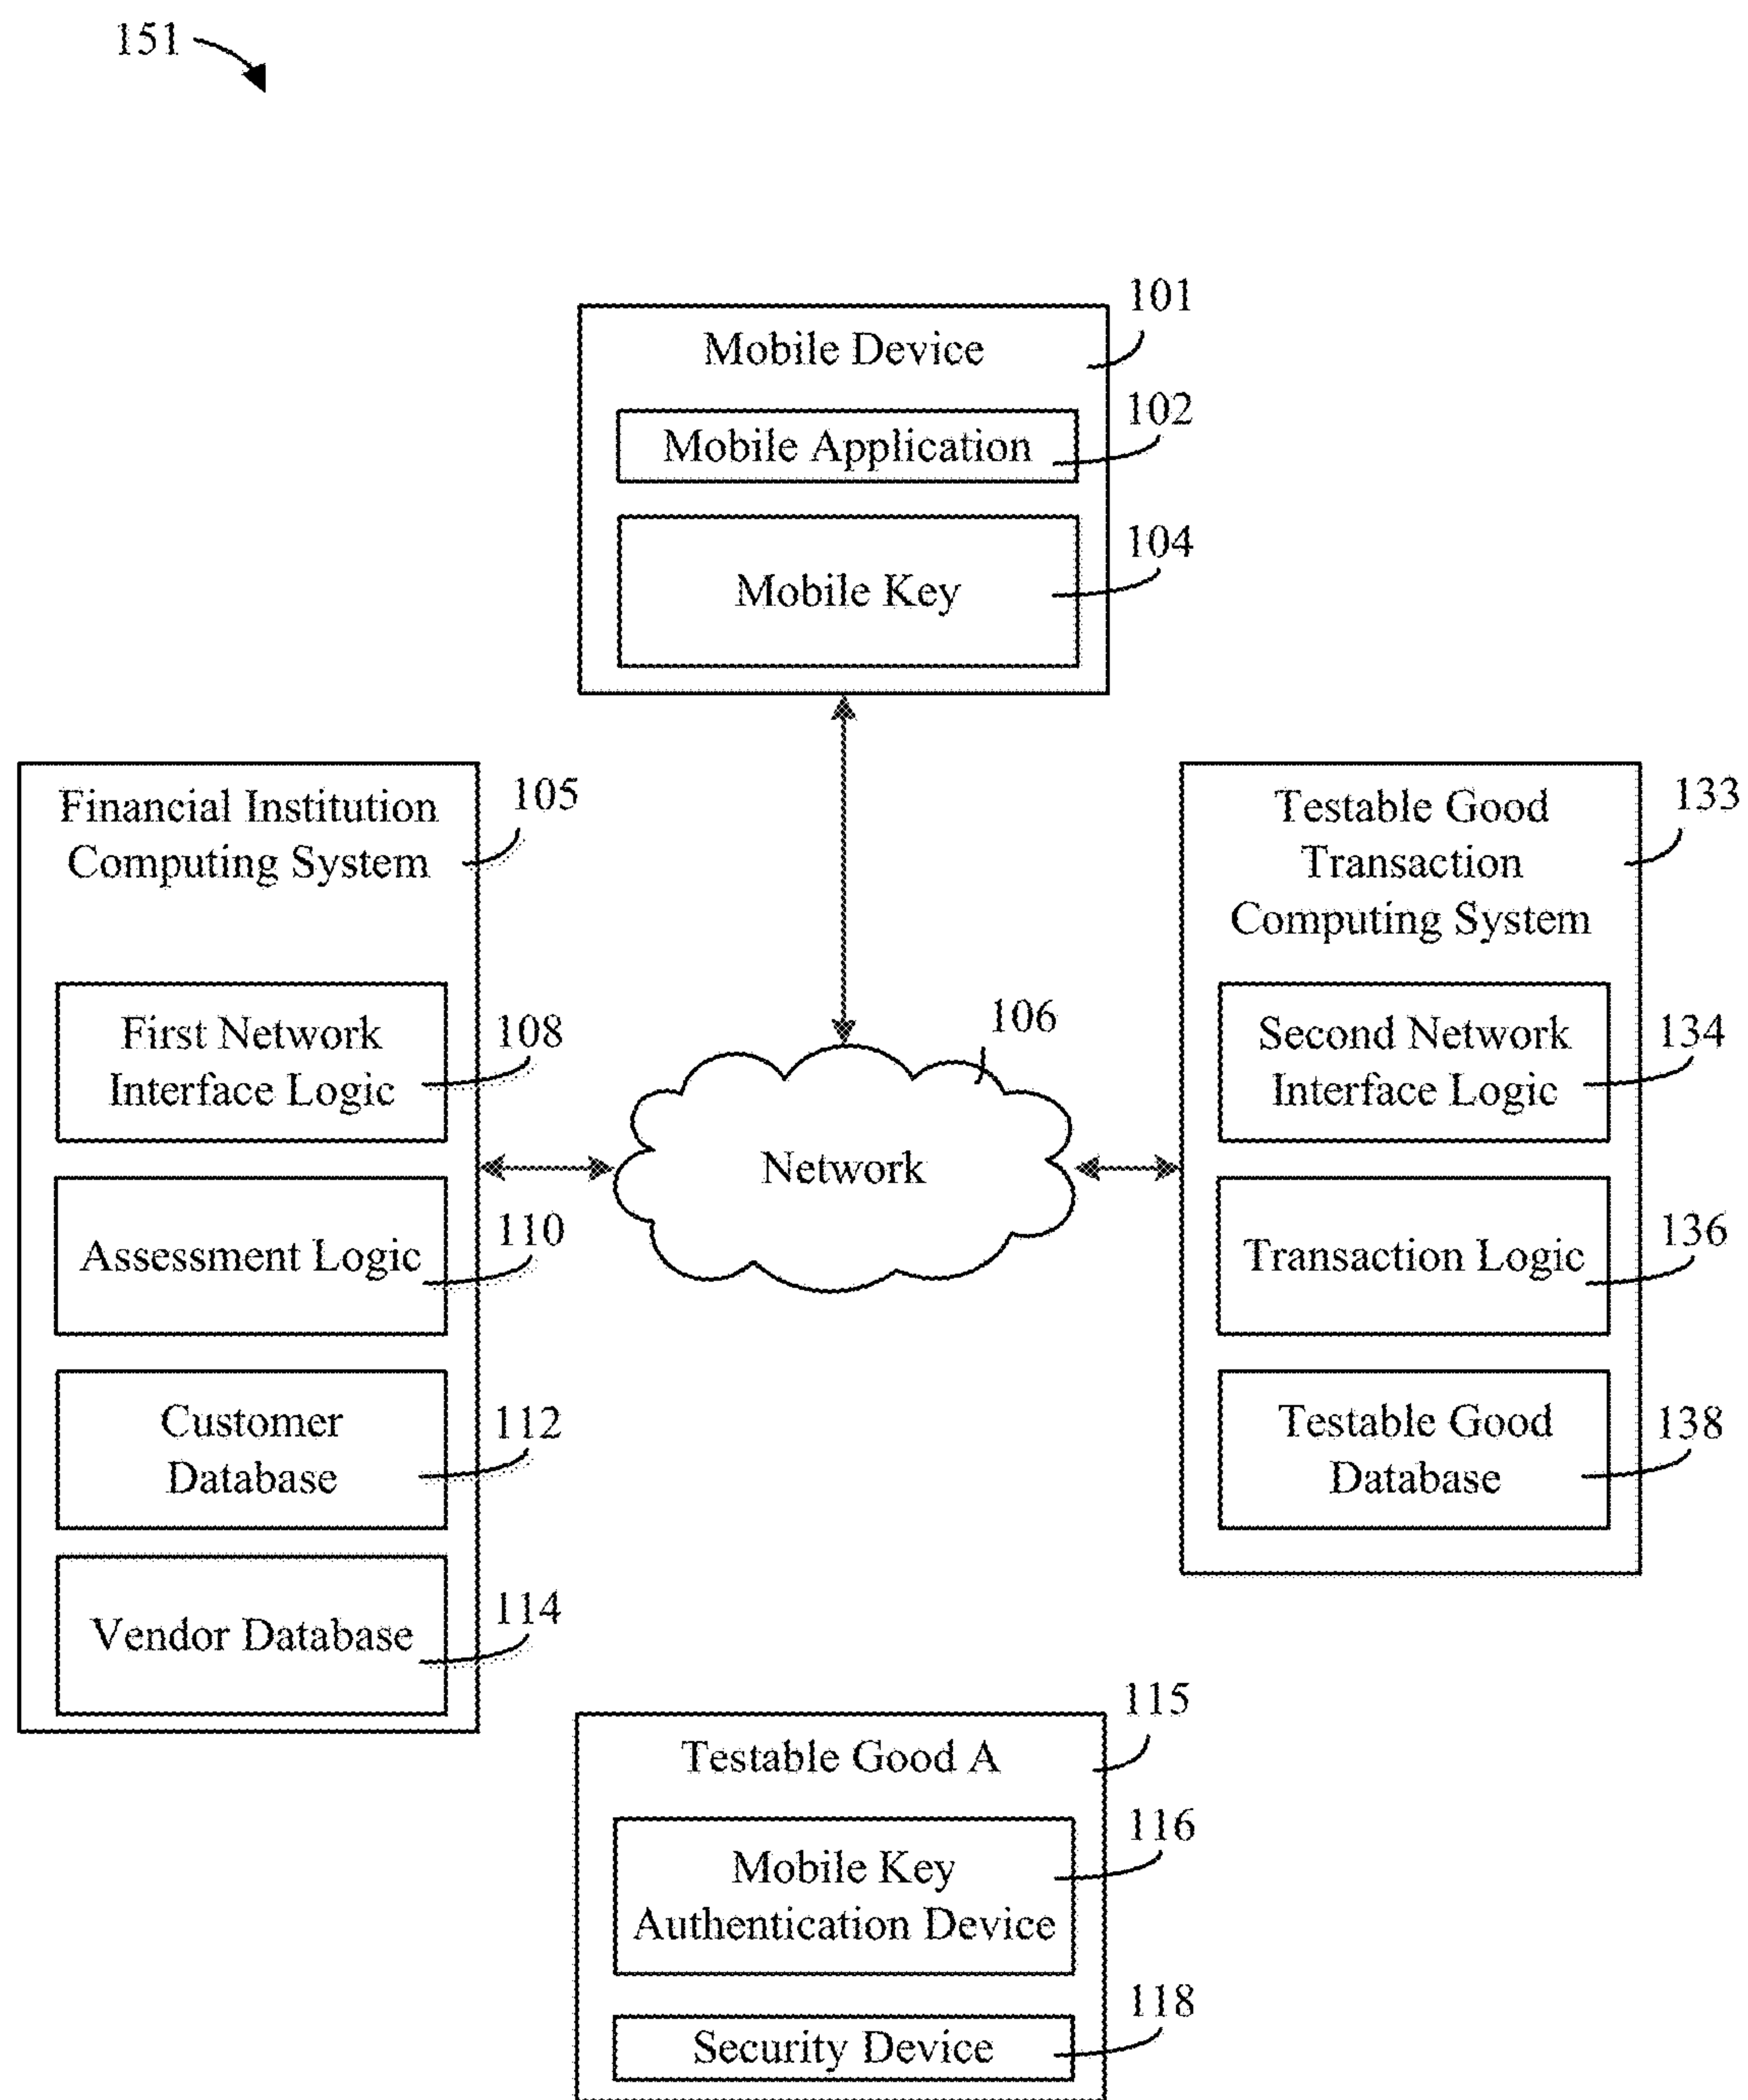 151
101
Mobile Device
102
Mobile Application
104
Mobile Key
Financial Institution
Computing System
105
First Network
Interface Logic
108
Assessment Logic
110
Customer
Database
112
Vendor Database
114
106
Network
Testable Good
Transaction
Computing System
133
Second Network
Interface Logic
134
Transaction Logic
136
Testable Good
Database
138
115
Testable Good A
116
Mobile Key
Authentication Device
118
Security Device